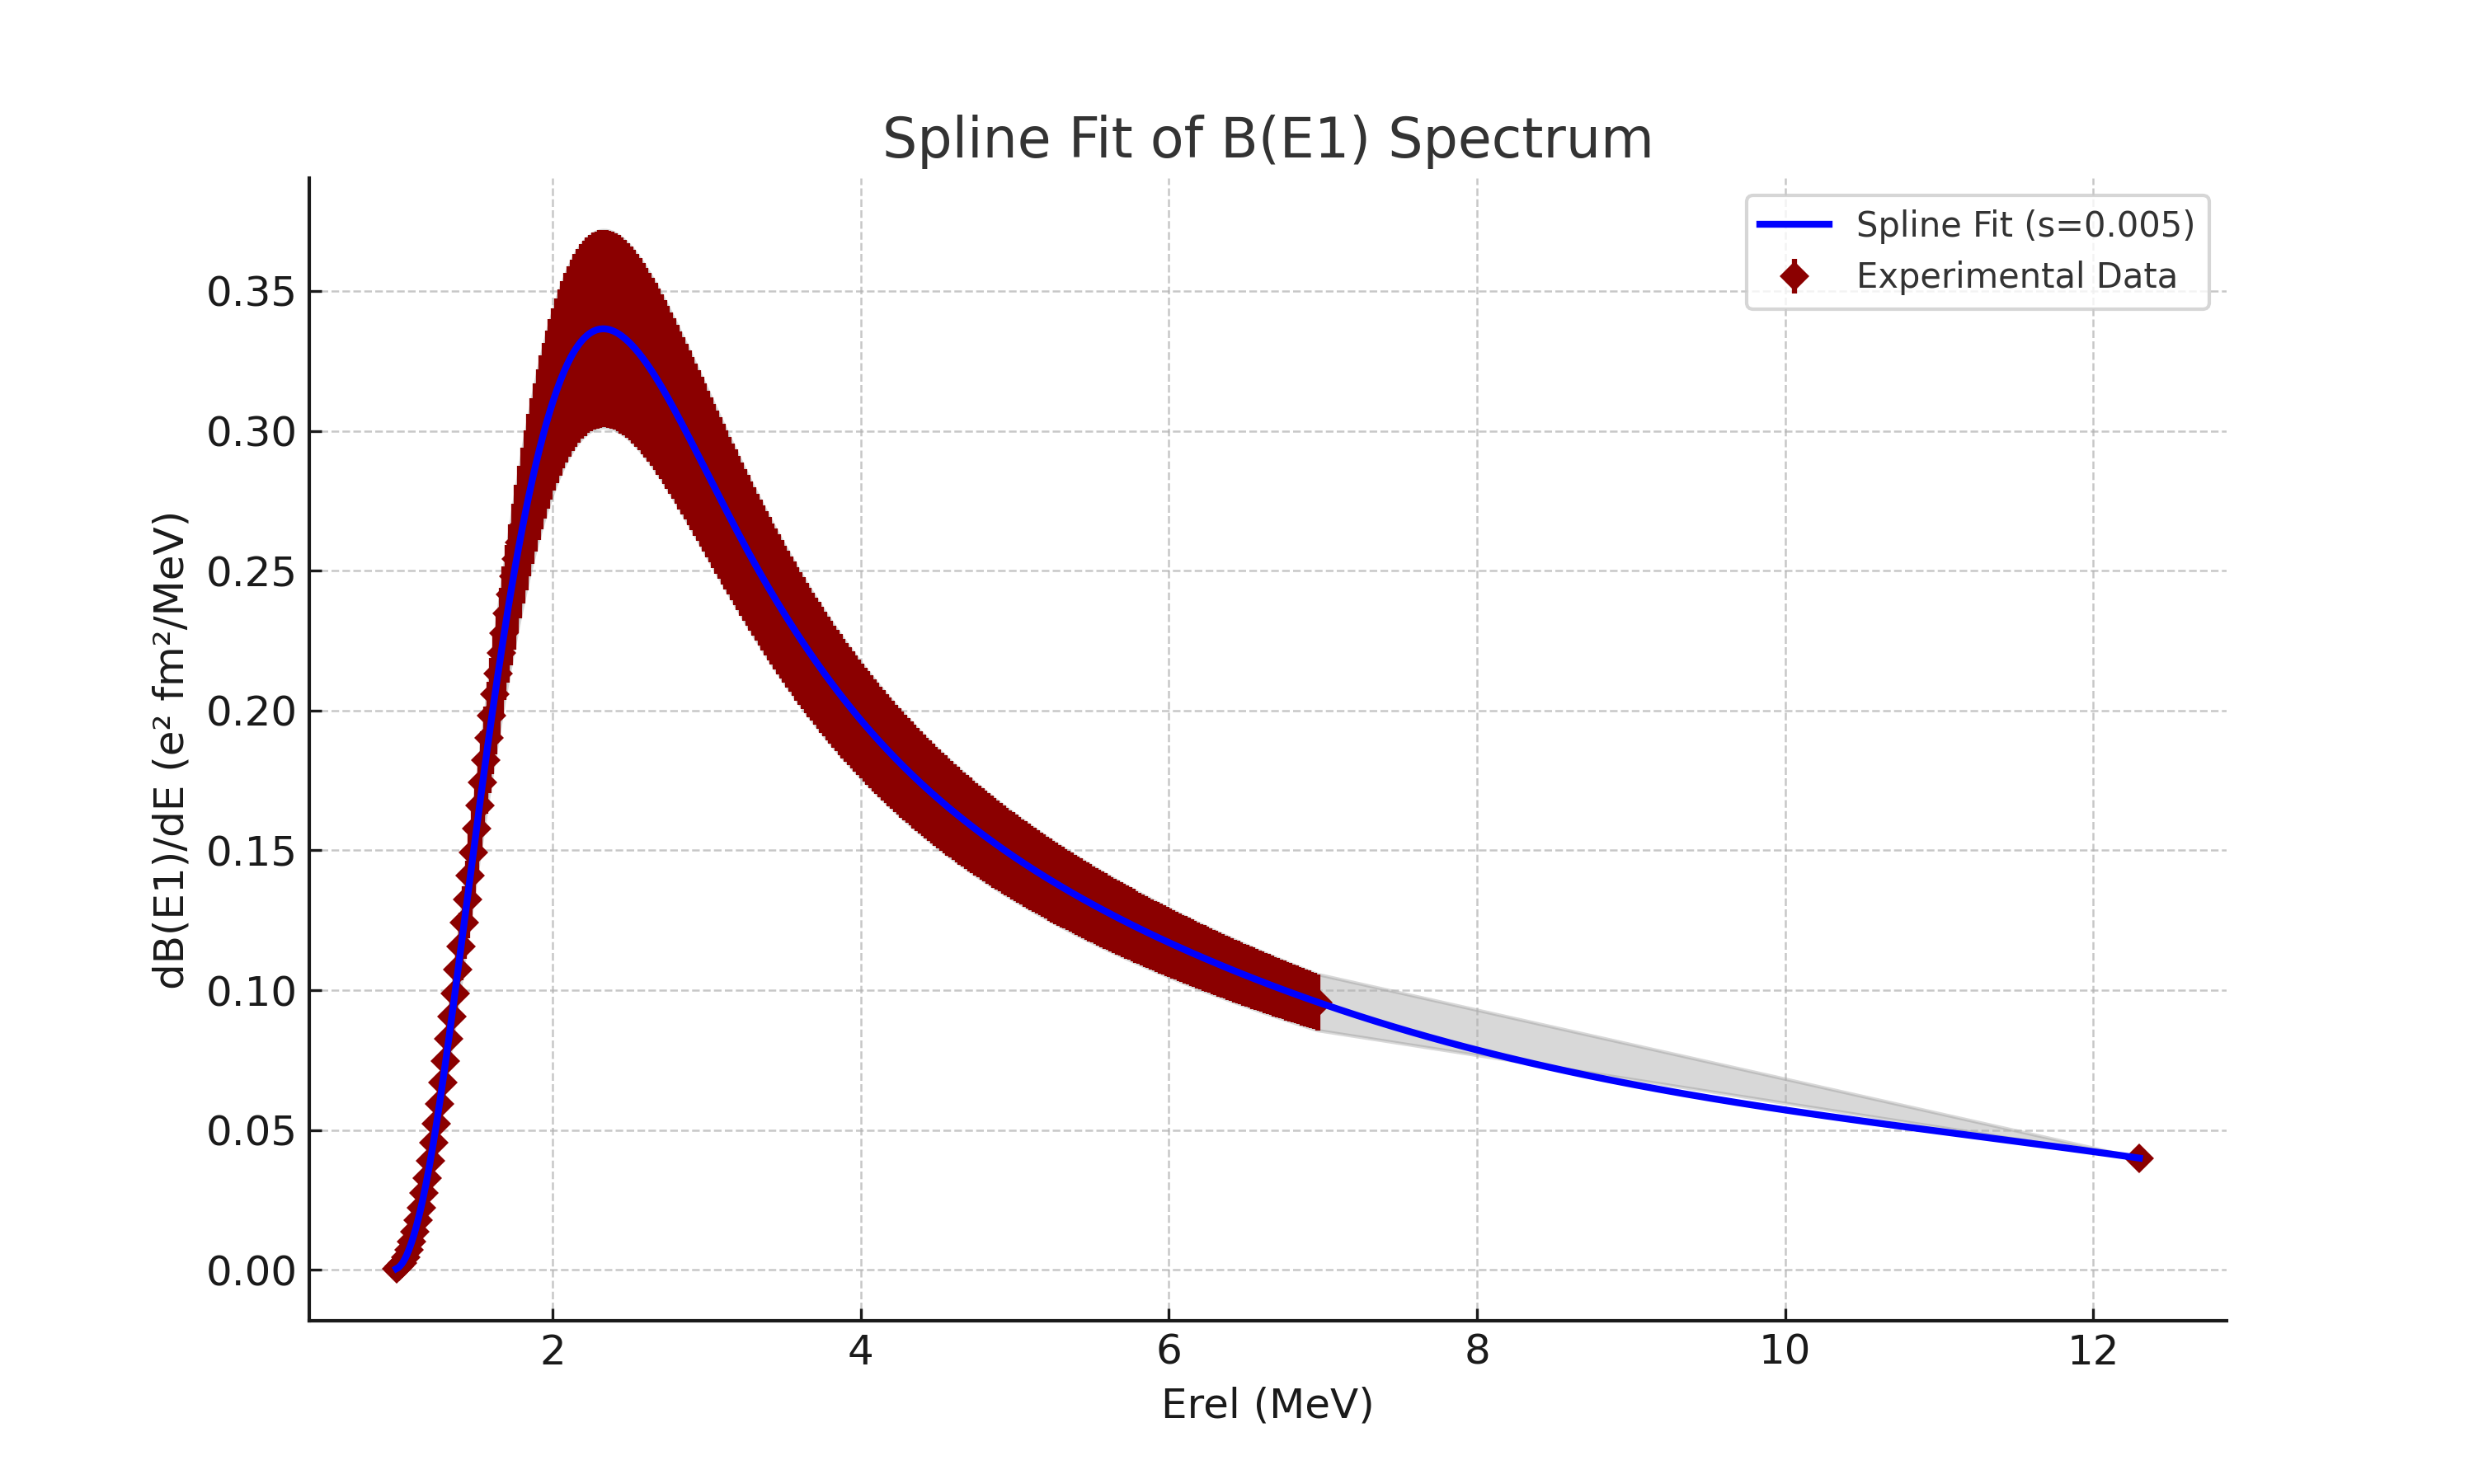 Spline Fit of B(E1) Spectrum
Spline Fit (s=0.005)
Experimental Data
dB(E1)/dE (e² fm²/MeV)
0.35
0.30
0.25
0.20
0.15
0.10
0.05
0.00
2 4 6 8 10 12
Erel (MeV)